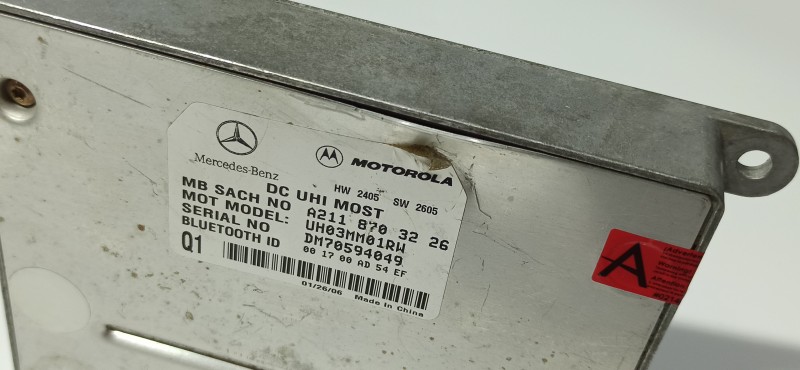 Mercedes-Benz
MOTOROLA
HW 2405 SW 2605
DC UHI MOST
MB SACH NO A211 870 32 26
MOT MODEL: UH03MM01RW
SERIAL NO DM70594049
BLUETOOTH ID 00 17 00 AD 54 EF
Q1
01/26/06 Made in China
A